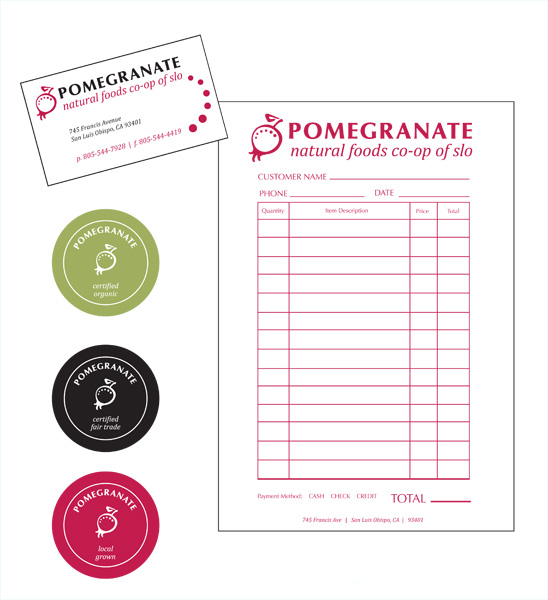 POMEGRANATE
natural foods co-op of slo
745 Francis Avenue
San Luis Obispo, CA 93401
p. 805-544-7928 | f. 805-544-4419
POMEGRANATE
natural foods co-op of slo
CUSTOMER NAME
PHONE DATE
Quantity Item Description Price Total
Payment Method: CASH CHECK CREDIT TOTAL
745 Francis Ave | San Luis Obispo, CA | 93401
POMEGRANATE
certified
organic
POMEGRANATE
certified
fair trade
POMEGRANATE
local
grown